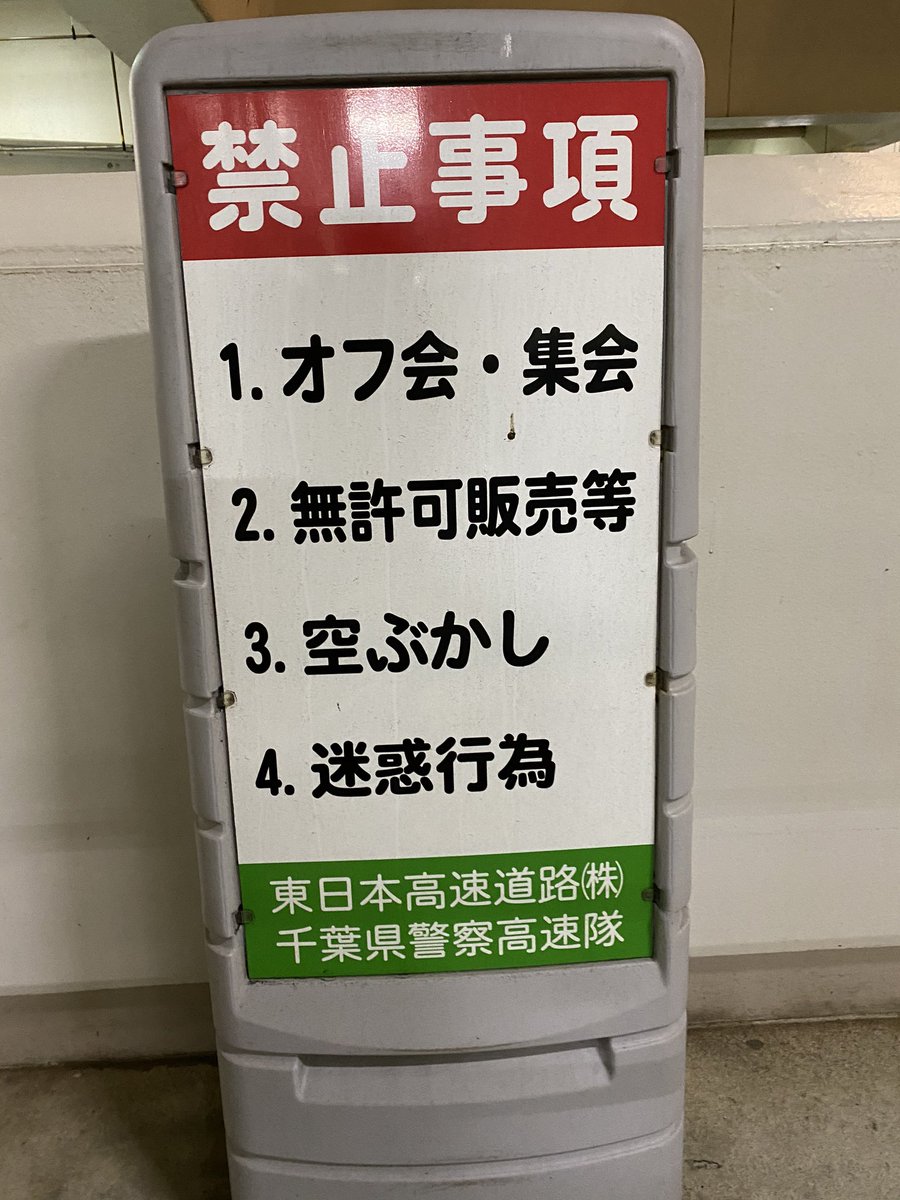 禁止事項
1. オフ会・集会
2. 無許可販売等
3. 空ぶかし
4. 迷惑行為
東日本高速道路㈱
千葉県警察高速隊